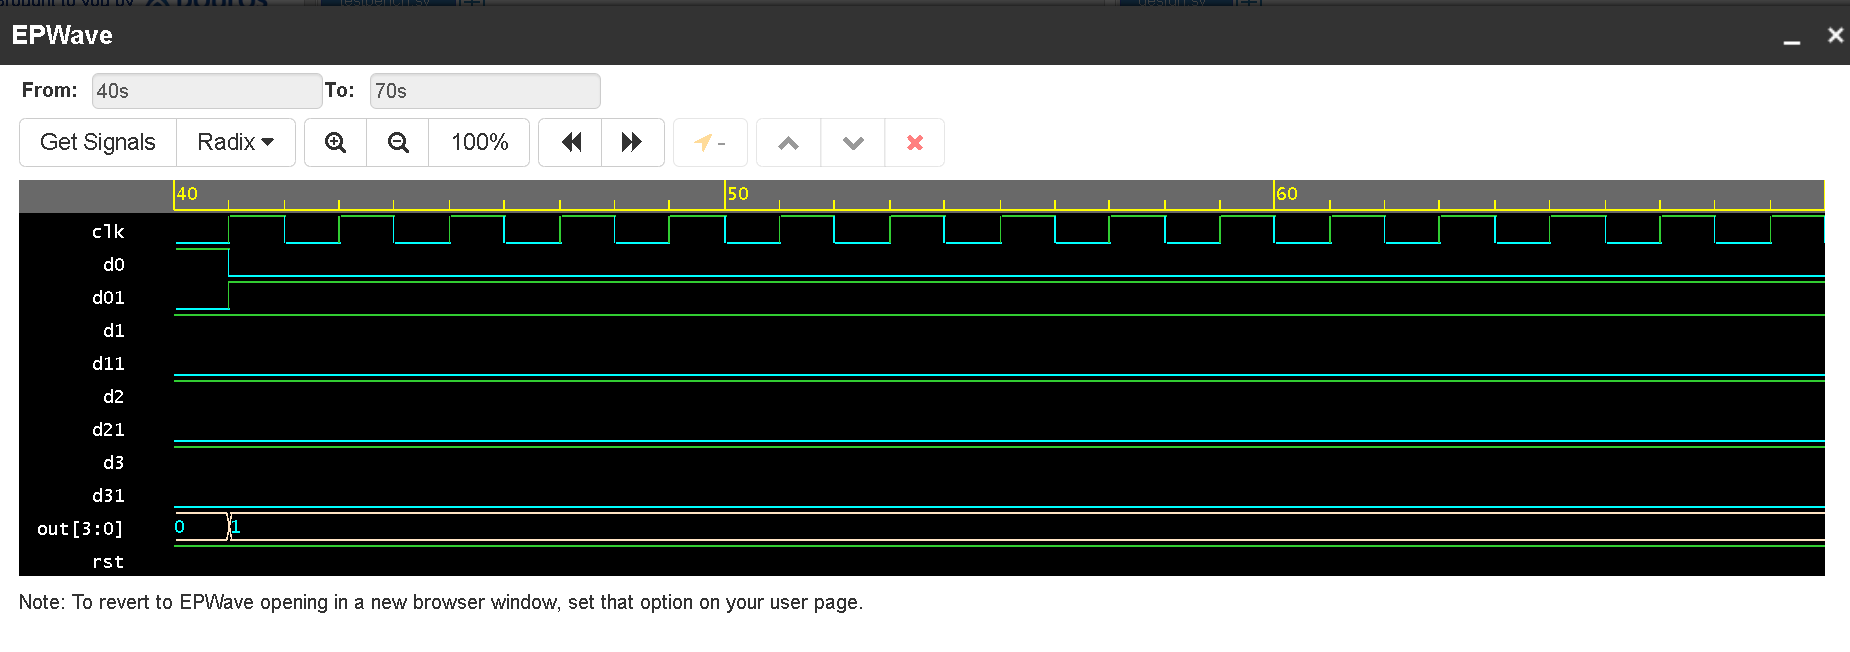 EPWave
From: 40s To: 70s
Get Signals Radix 100% -
40 50 60
clk
d0
d01
d1
d11
d2
d21
d3
d31
out[3:0] 0 1
rst
Note: To revert to EPWave opening in a new browser window, set that option on your user page.